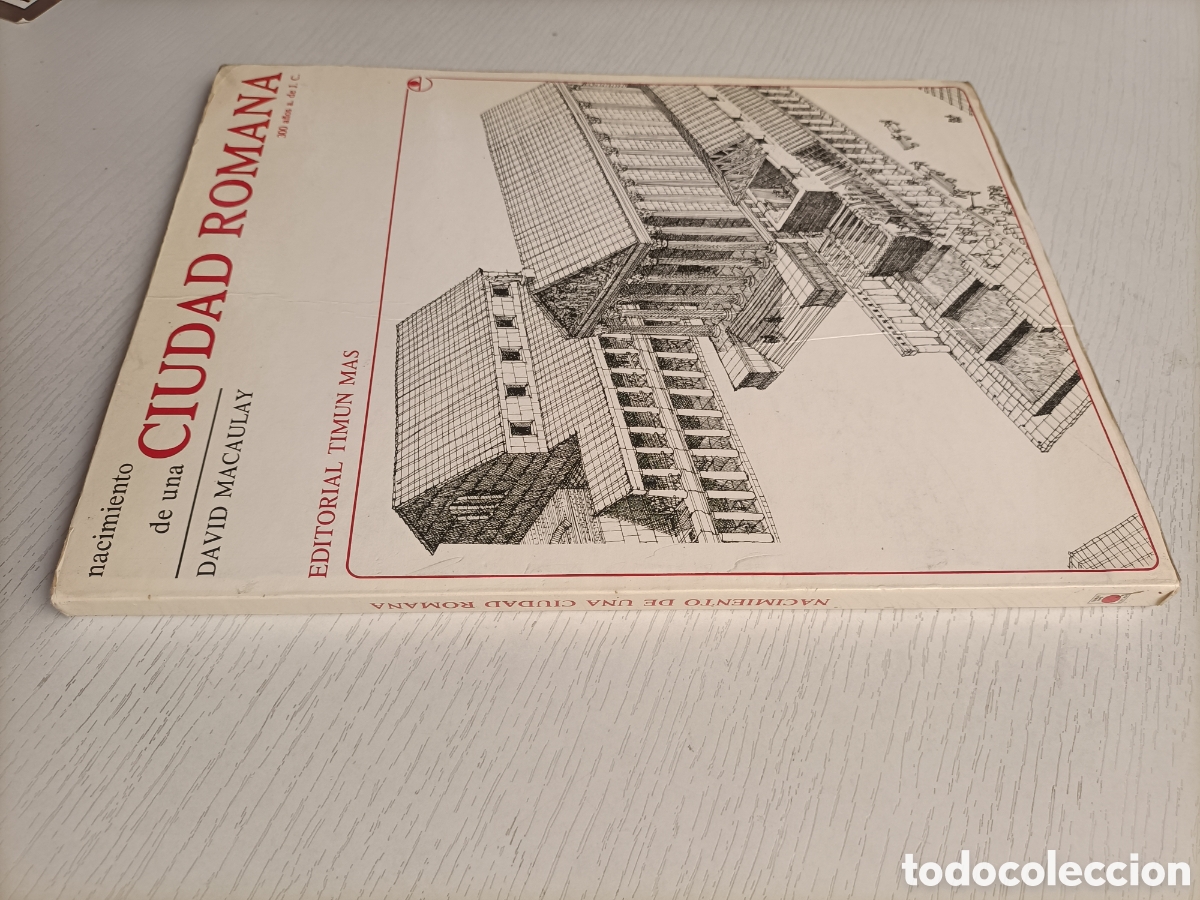 nacimiento
de una CIUDAD ROMANA
300 años a. de J. C.
DAVID MACAULAY
EDITORIAL TIMUN MAS
NACIMIENTO DE UNA CIUDAD ROMANA
todocoleccion